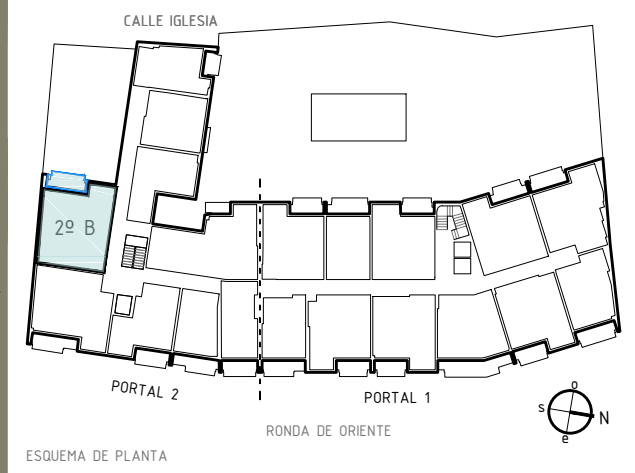 CALLE IGLESIA
2º B
PORTAL 2
PORTAL 1
RONDA DE ORIENTE
ESQUEMA DE PLANTA
o
s
N
e